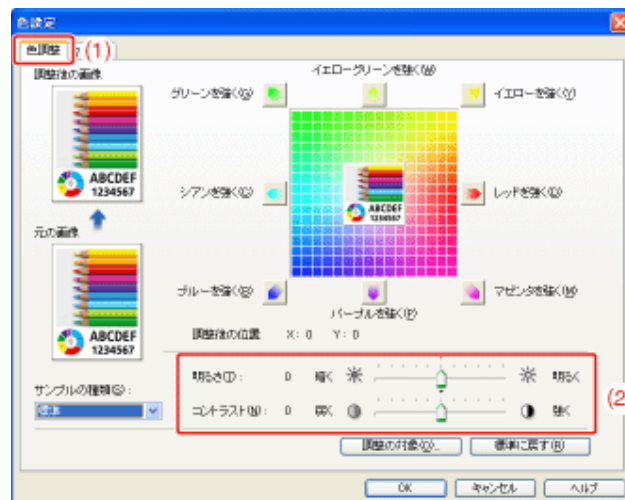 色設定
色調整
(1)
調整後の画像
ABCDEF
1234567
元の画像
ABCDEF
1234567
サンプルの種類(S):
標準
イエローグリーンを強く(W)
グリーンを強く(G)
イエローを強く(Y)
シアンを強く(C)
レッドを強く(D)
ABCDEF
1234567
ブルーを強く(B)
パープルを強く(P)
マゼンタを強く(M)
調整後の位置 X: 0 Y: 0
明るさ(T): 0 暗く 明るく
コントラスト(N): 0 弱く 強く
(2
調整の対象(O)... 標準に戻す(R)
OK キャンセル ヘルプ